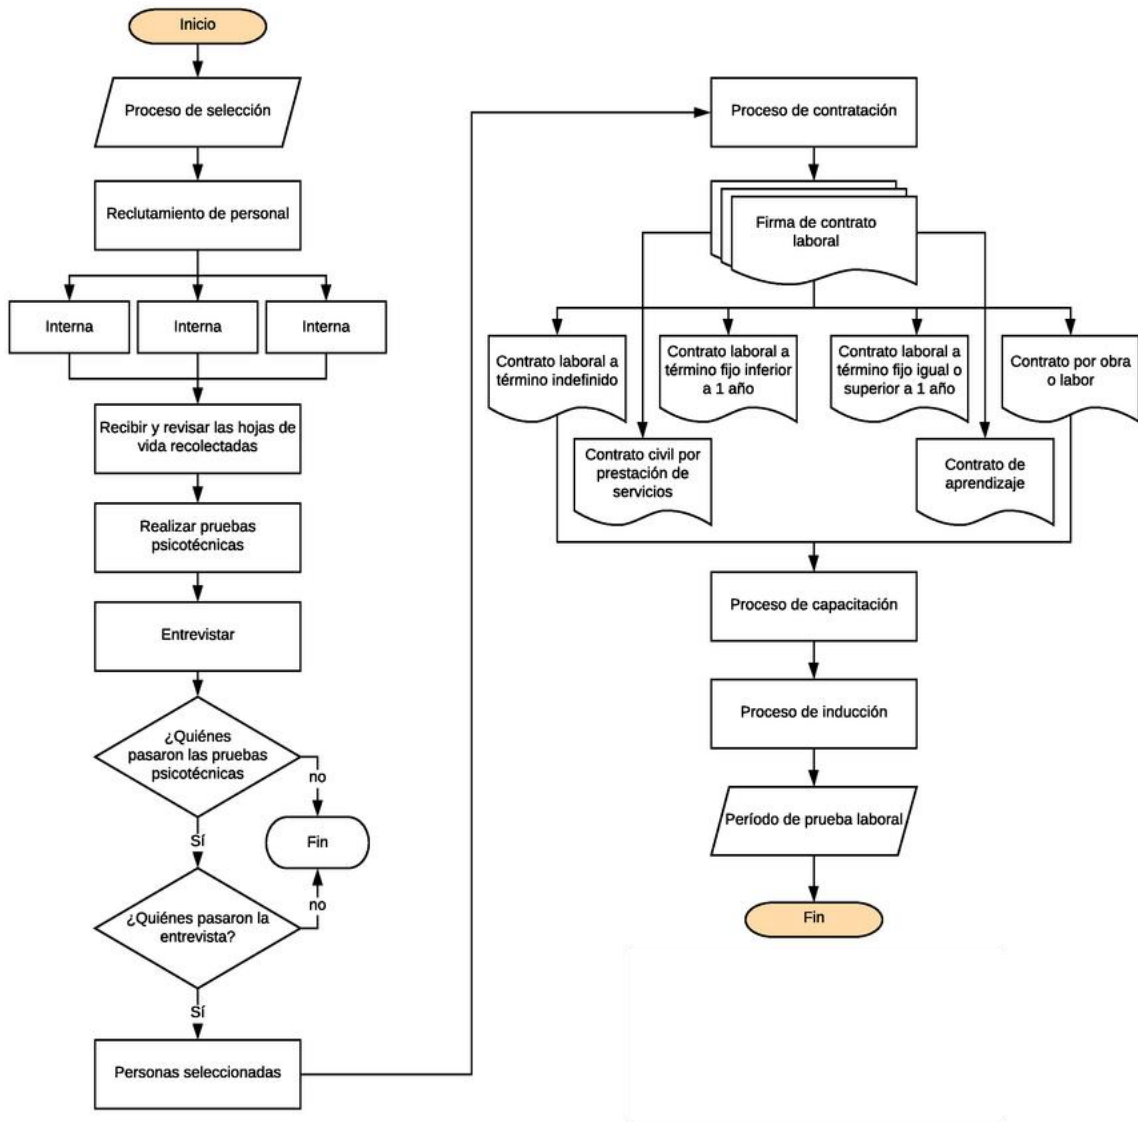 Inicio
Proceso de selección
Reclutamiento de personal
Interna
Interna
Interna
Recibir y revisar las hojas de
vida recolectadas
Realizar pruebas
psicotécnicas
Entrevistar
¿Quiénes
pasaron las pruebas
psicotécnicas
no
Sí
Fin
¿Quiénes pasaron la
entrevista?
no
Sí
Personas seleccionadas
Proceso de contratación
Firma de contrato
laboral
Contrato laboral a
término indefinido
Contrato laboral a
término fijo inferior
a 1 año
Contrato laboral a
término fijo igual o
superior a 1 año
Contrato por obra
o labor
Contrato civil por
prestación de
servicios
Contrato de
aprendizaje
Proceso de capacitación
Proceso de inducción
Período de prueba laboral
Fin